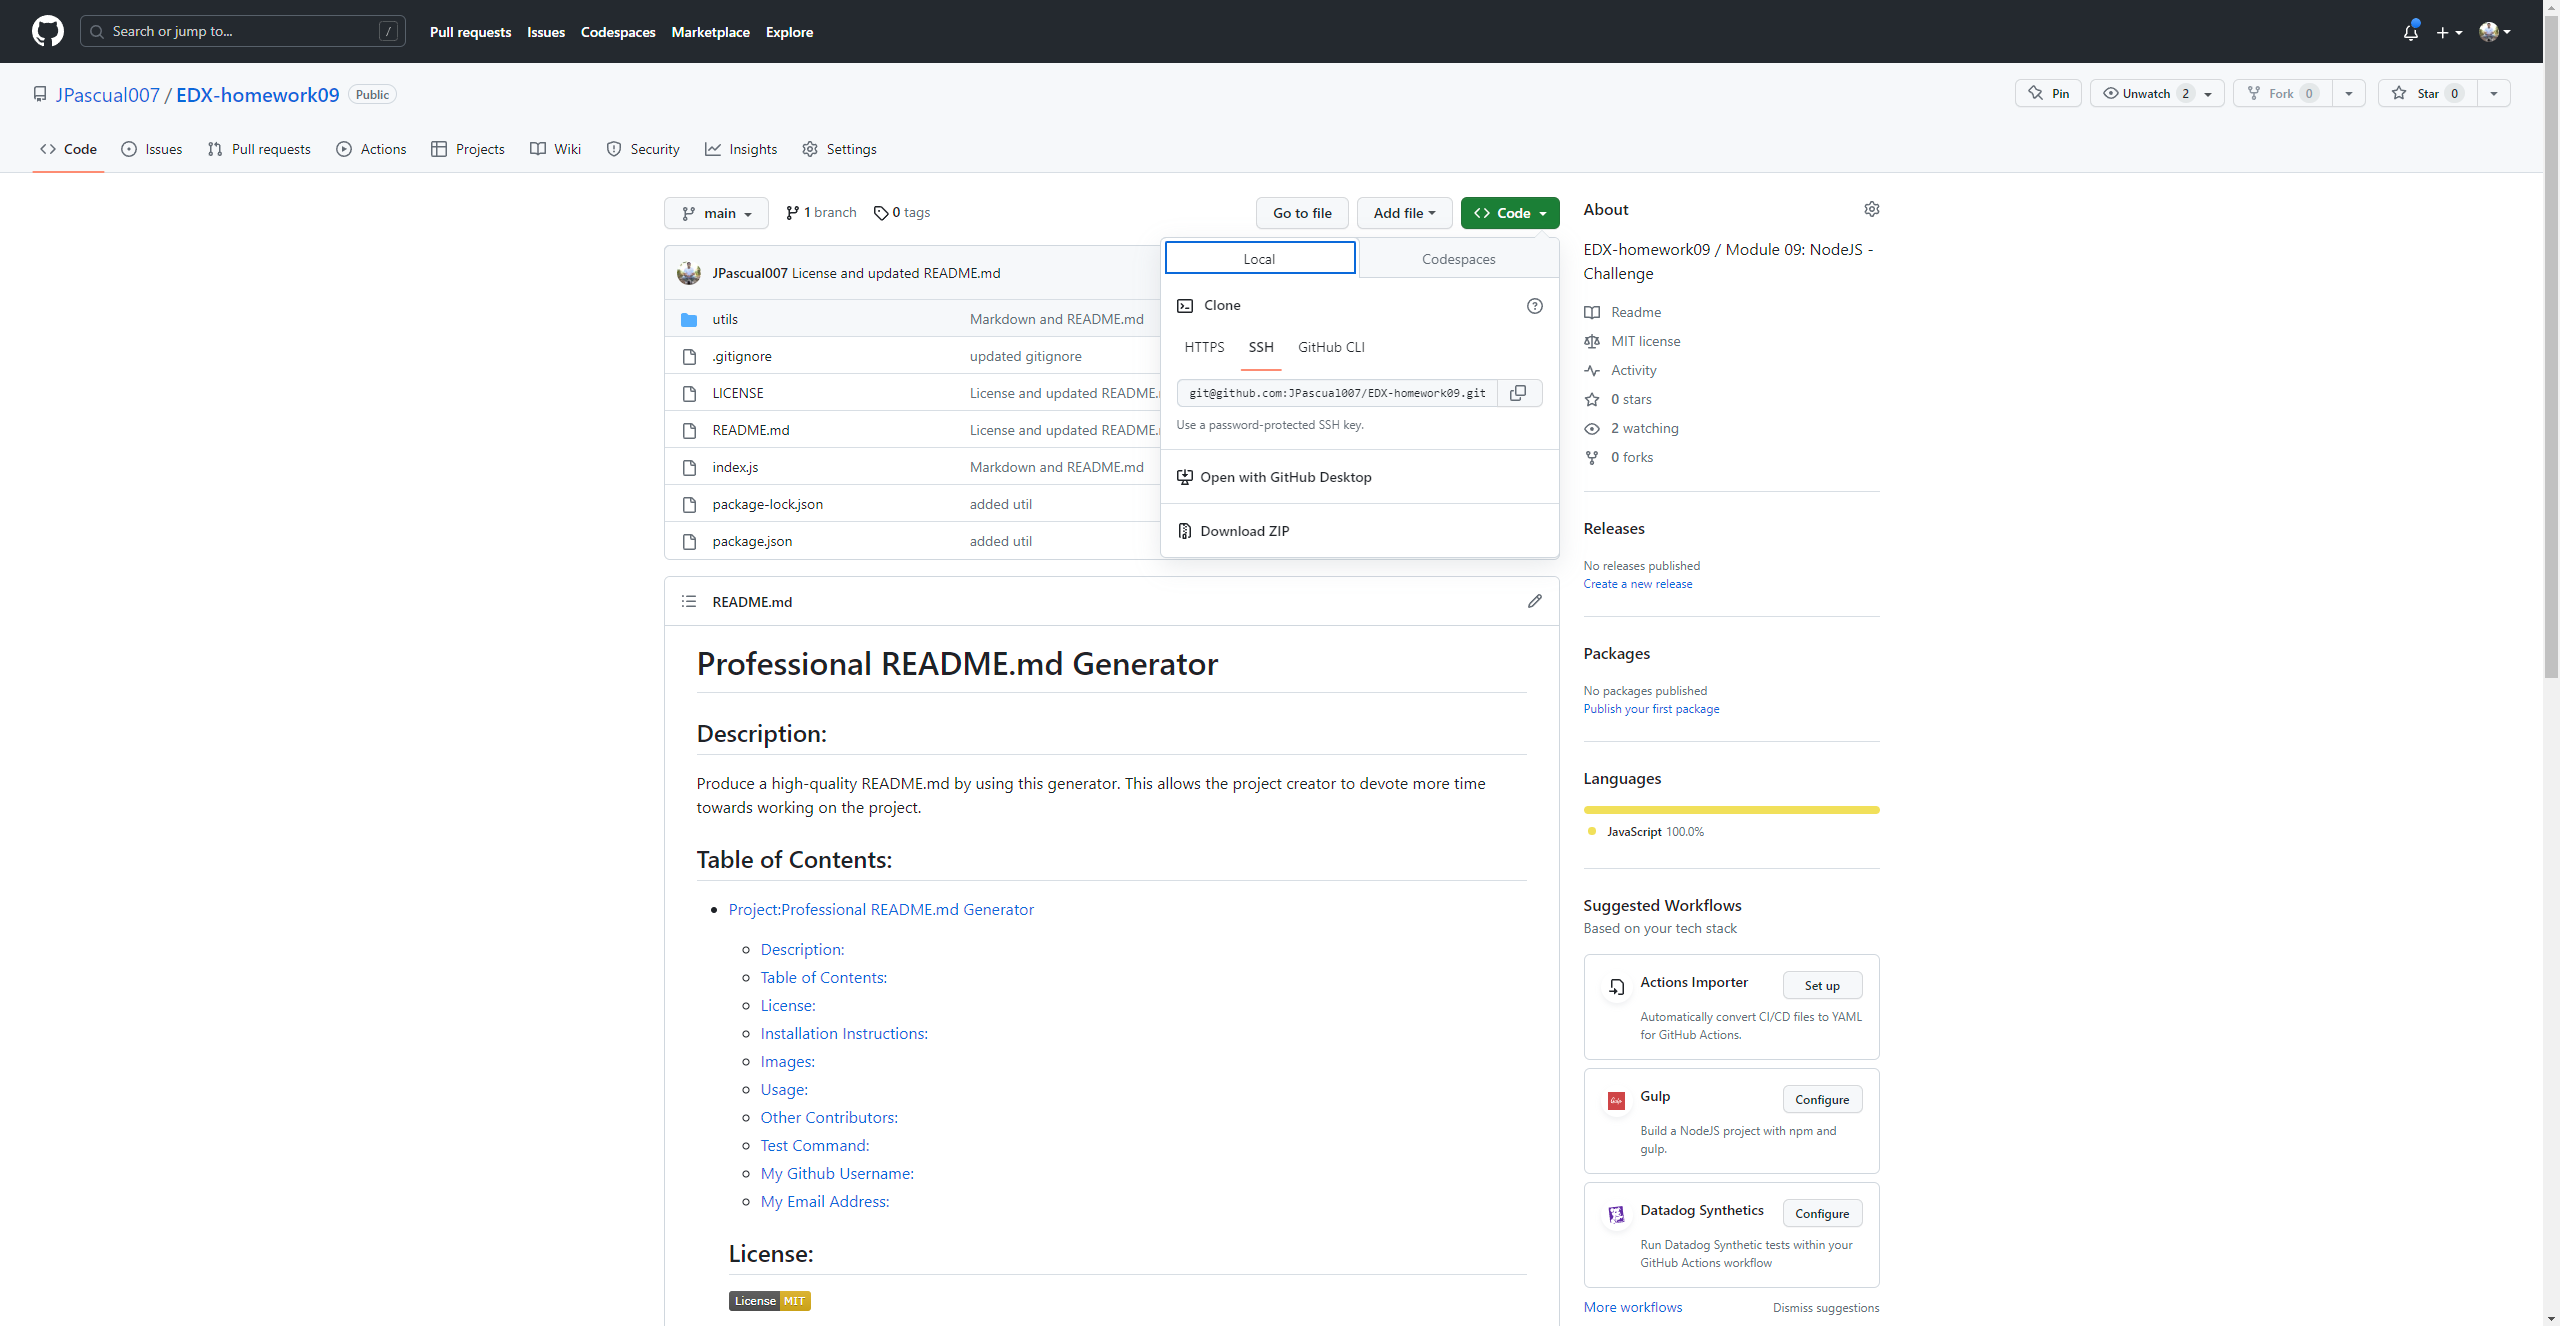 Search or jump to...
/
Pull requests
Issues
Codespaces
Marketplace
Explore
JPascual007 / EDX-homework09
Public
Pin
Unwatch 2
Fork 0
Star 0
Code
Issues
Pull requests
Actions
Projects
Wiki
Security
Insights
Settings
main
1 branch
0 tags
Go to file
Add file
Code
JPascual007 License and updated README.md
utils
Markdown and README.md
.gitignore
updated gitignore
LICENSE
License and updated README.
README.md
License and updated README.
index.js
Markdown and README.md
package-lock.json
added util
package.json
added util
Local
Codespaces
Clone
HTTPS
SSH
GitHub CLI
git@github.com:JPascual007/EDX-homework09.git
Use a password-protected SSH key.
Open with GitHub Desktop
Download ZIP
README.md
Professional README.md Generator
Description:
Produce a high-quality README.md by using this generator. This allows the project creator to devote more time
towards working on the project.
Table of Contents:
Project:Professional README.md Generator
Description:
Table of Contents:
License:
Installation Instructions:
Images:
Usage:
Other Contributors:
Test Command:
My Github Username:
My Email Address:
License:
License MIT
About
EDX-homework09 / Module 09: NodeJS -
Challenge
Readme
MIT license
Activity
0 stars
2 watching
0 forks
Releases
No releases published
Create a new release
Packages
No packages published
Publish your first package
Languages
JavaScript 100.0%
Suggested Workflows
Based on your tech stack
Actions Importer
Set up
Automatically convert CI/CD files to YAML
for GitHub Actions.
Gulp
Configure
Build a NodeJS project with npm and
gulp.
Datadog Synthetics
Configure
Run Datadog Synthetic tests within your
GitHub Actions workflow
More workflows
Dismiss suggestions